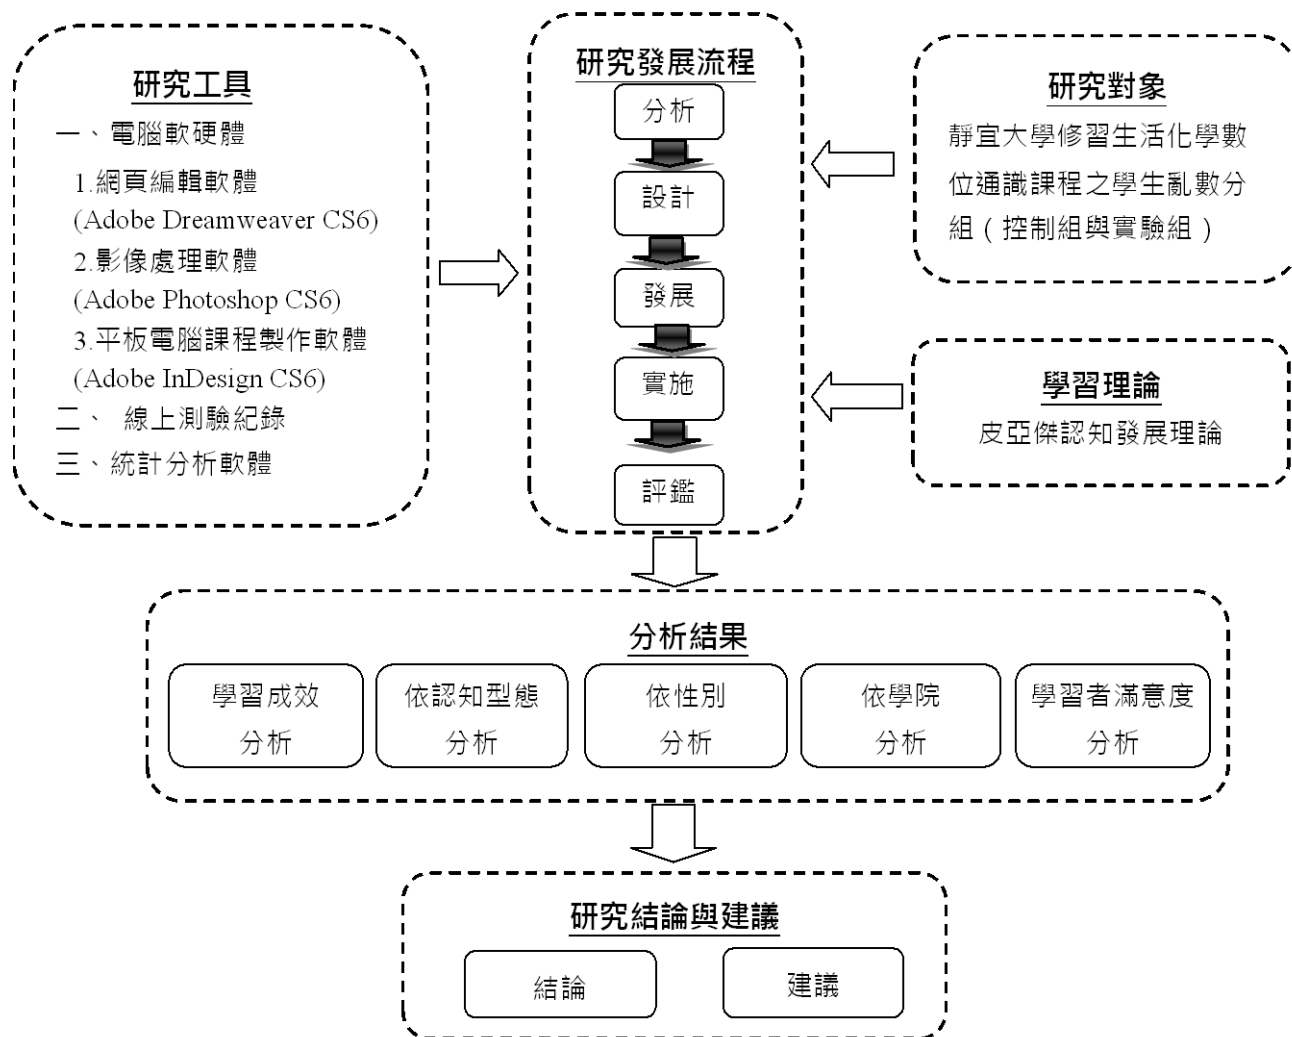 研究工具
一、電腦軟硬體
1.網頁編輯軟體
(Adobe Dreamweaver CS6)
2.影像處理軟體
(Adobe Photoshop CS6)
3.平板電腦課程製作軟體
(Adobe InDesign CS6)
二、 線上測驗紀錄
三、統計分析軟體
研究發展流程
分析
設計
發展
實施
評鑑
研究對象
靜宜大學修習生活化學數
位通識課程之學生亂數分
組（控制組與實驗組）
學習理論
皮亞傑認知發展理論
分析結果
學習成效
分析
依認知型態
分析
依性別
分析
依學院
分析
學習者滿意度
分析
研究結論與建議
結論
建議